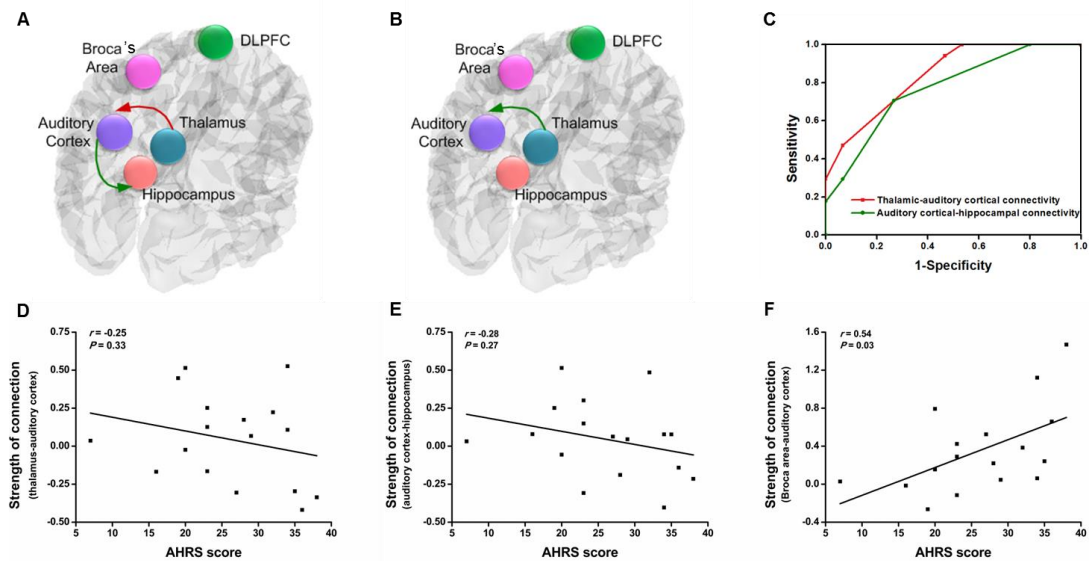 A
DLPFC
Broca's
Area
Auditory
Cortex
Thalamus
Hippocampus
B
DLPFC
Broca's
Area
Auditory
Cortex
Thalamus
Hippocampus
C
1.0
0.8
0.6
0.4
0.2
0.0
Sensitivity
Thalamic-auditory cortical connectivity
Auditory cortical-hippocampal connectivity
0.0 0.2 0.4 0.6 0.8 1.0
1-Specificity
D
r = -0.25
P = 0.33
0.75
0.50
0.25
0.00
-0.25
-0.50
Strength of connection
(thalamus-auditory cortex)
5 10 15 20 25 30 35 40
AHRS score
E
r = -0.28
P = 0.27
0.75
0.50
0.25
0.00
-0.25
-0.50
Strength of connection
(auditory cortex-hippocampus)
5 10 15 20 25 30 35 40
AHRS score
F
r = 0.54
P = 0.03
1.6
1.2
0.8
0.4
0.0
-0.4
Strength of connection
(Broca area-auditory cortex)
5 10 15 20 25 30 35 40
AHRS score